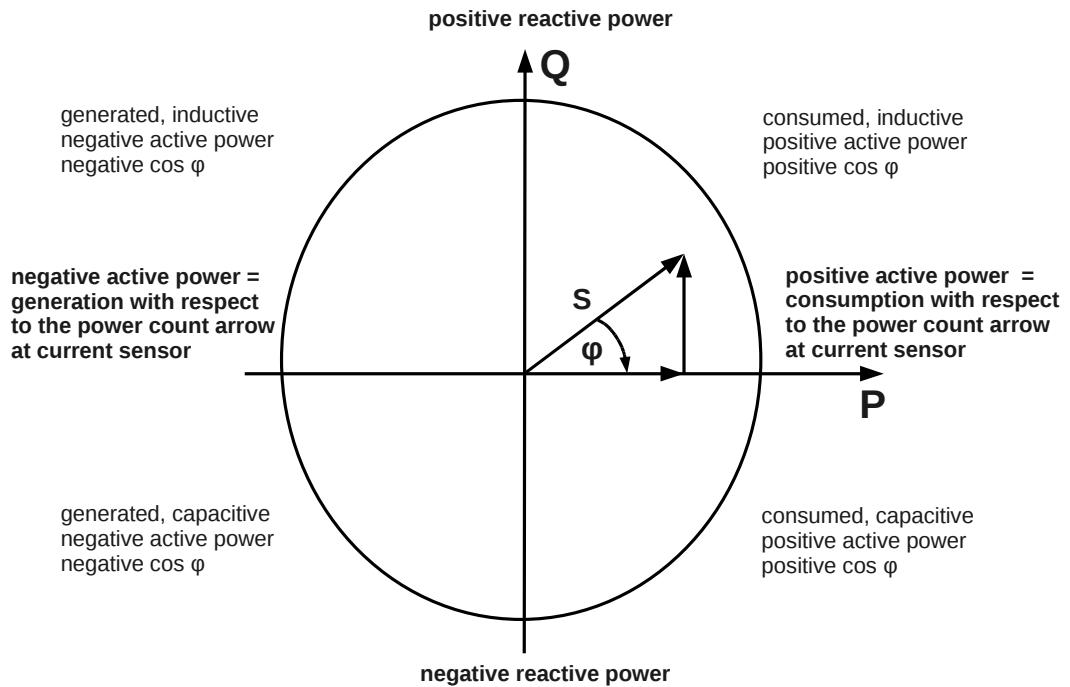 positive reactive power
Q
generated, inductive
negative active power
negative cos φ
consumed, inductive
positive active power
positive cos φ
negative active power =
generation with respect
to the power count arrow
at current sensor
positive active power  =
consumption with respect
to the power count arrow
at current sensor
S
φ
P
generated, capacitive
negative active power
negative cos φ
consumed, capacitive
positive active power
positive cos φ
negative reactive power